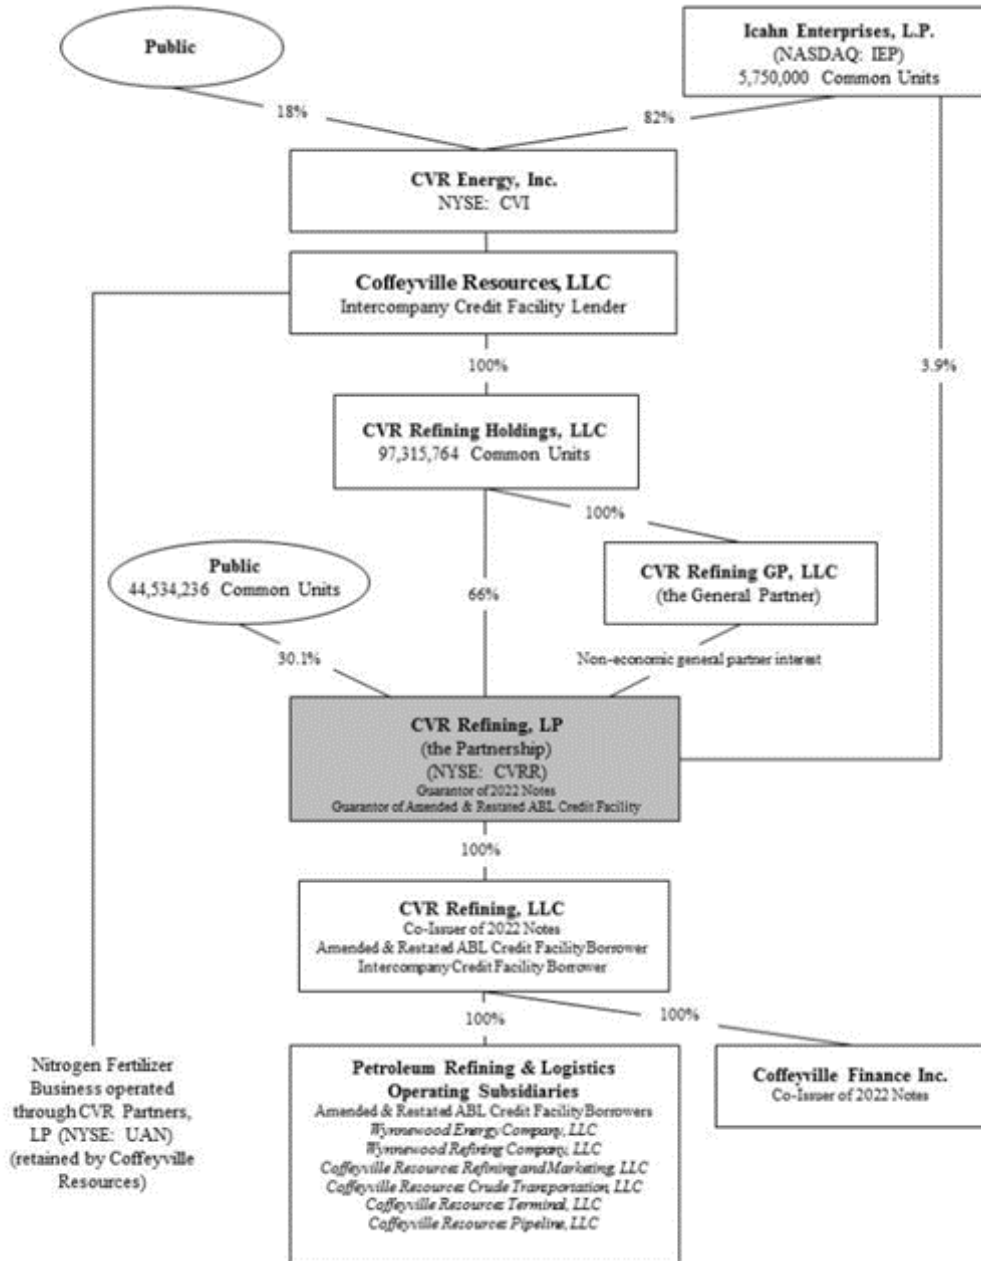 Public
Icahn Enterprises, L.P.
(NASDAQ: IEP)
5,750,000 Common Units
18%
82%
CVR Energy, Inc.
NYSE: CVI
Coffeyville Resources, LLC
Intercompany Credit Facility Lender
100%
3.9%
CVR Refining Holdings, LLC
97,315,764 Common Units
100%
Public
44,534,236 Common Units
CVR Refining GP, LLC
(the General Partner)
66%
30.1%
Non-economic general partner interest
CVR Refining, LP
(the Partnership)
(NYSE: CVRR)
Guarantor of 2022 Notes
Guarantor of Amended & Restated ABL Credit Facility
100%
CVR Refining, LLC
Co-Issuer of 2022 Notes
Amended & Restated ABL Credit Facility Borrower
Intercompany Credit Facility Borrower
100%
100%
Nitrogen Fertilizer
Business operated
through CVR Partners,
LP (NYSE: UAN)
(retained by Coffeyville
Resources)
Petroleum Refining & Logistics
Operating Subsidiaries
Amended & Restated ABL Credit Facility Borrowers
Wynnewood Energy Company, LLC
Wynnewood Refining Company, LLC
Coffeyville Resources Refining and Marketing, LLC
Coffeyville Resources Crude Transportation, LLC
Coffeyville Resources Terminal, LLC
Coffeyville Resources Pipeline, LLC
Coffeyville Finance Inc.
Co-Issuer of 2022 Notes